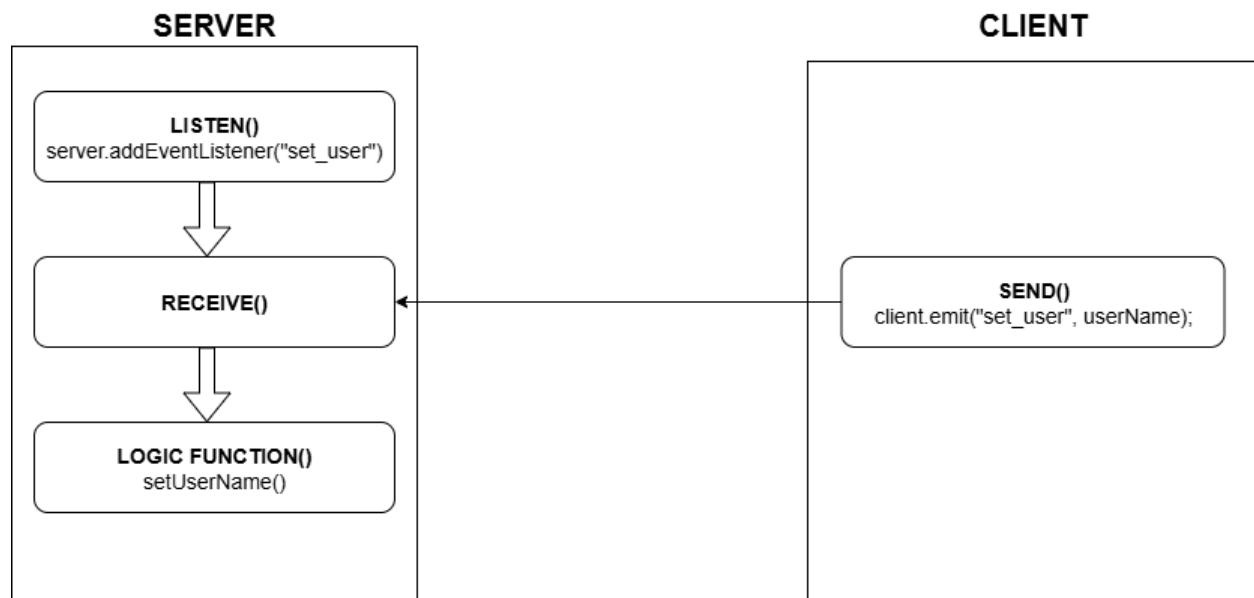 SERVER
LISTEN()
server.addEventListener("set_user")
RECEIVE()
LOGIC FUNCTION()
setUserName()
CLIENT
SEND()
client.emit("set_user", userName);